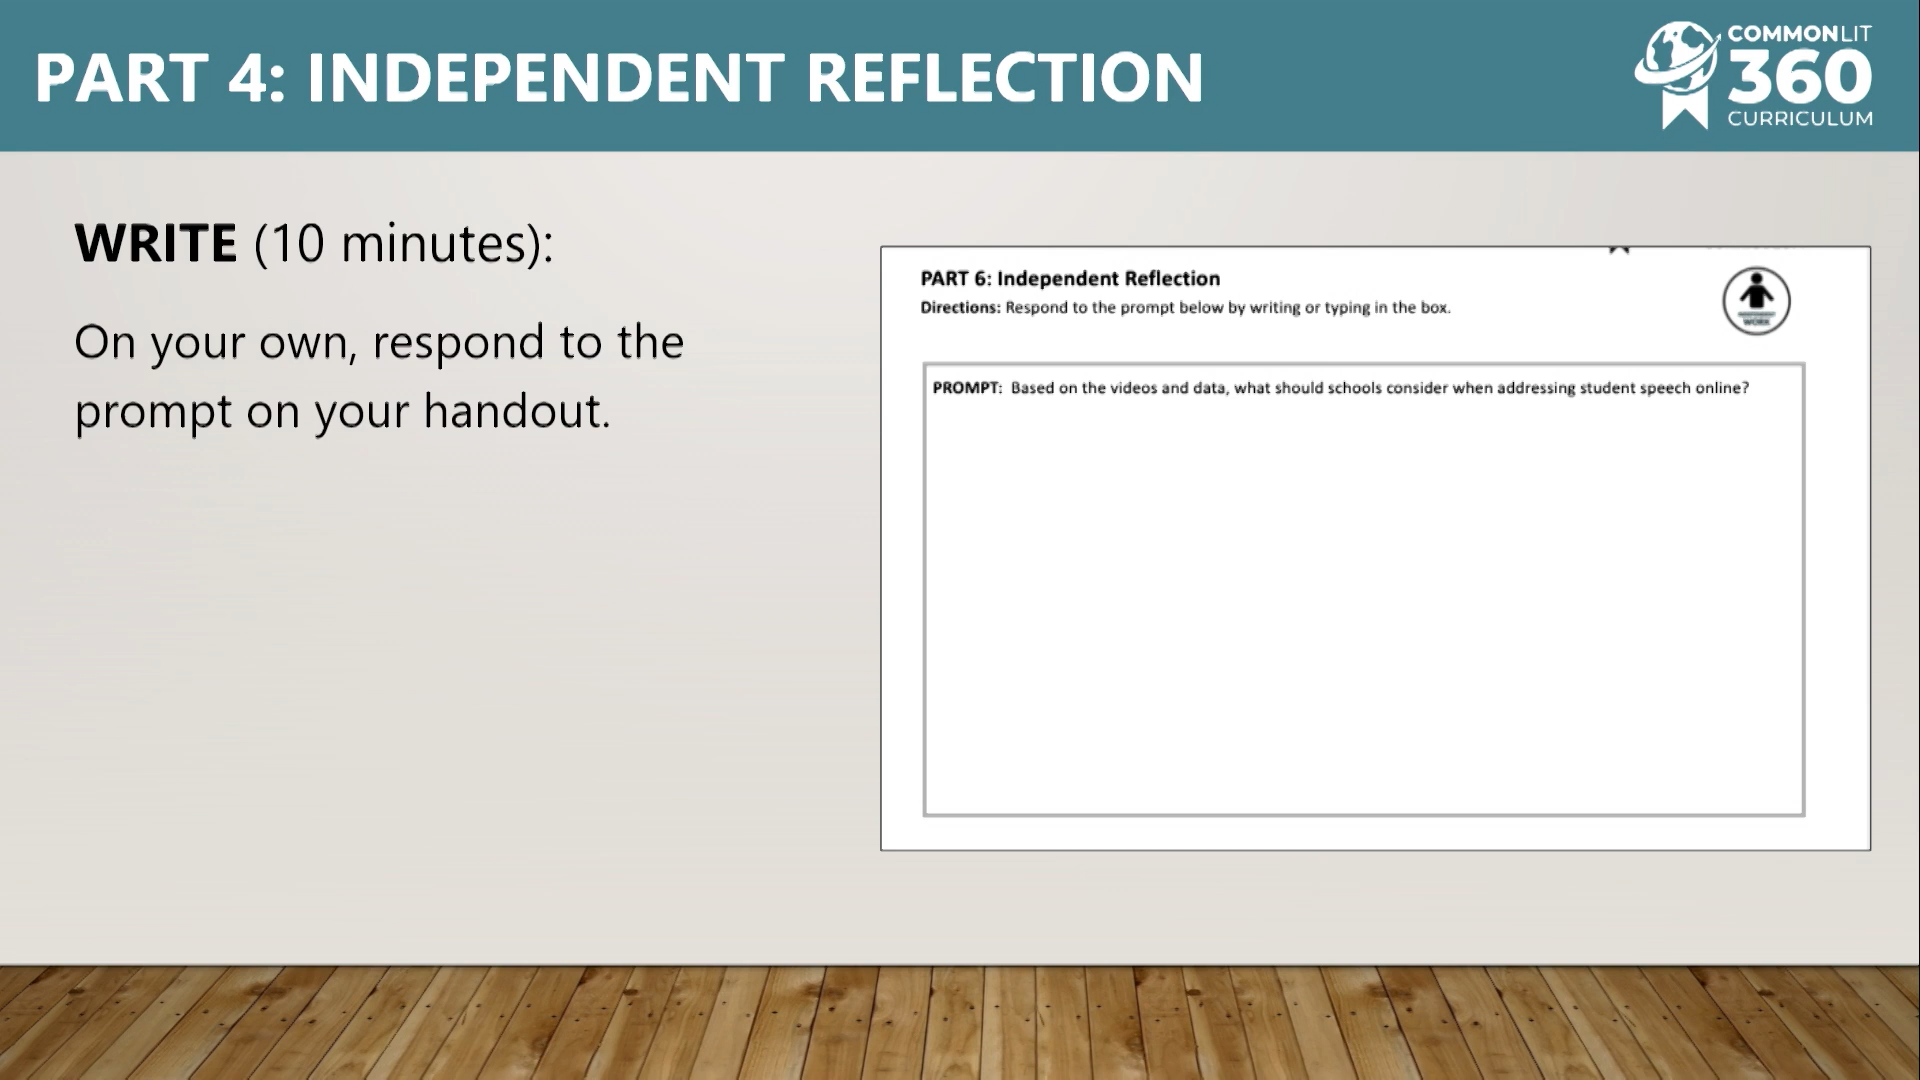 PART 4: INDEPENDENT REFLECTION
COMMONLIT
360
CURRICULUM
WRITE (10 minutes):
On your own, respond to the
prompt on your handout.
PART 6: Independent Reflection
Directions: Respond to the prompt below by writing or typing in the box.
WORK
PROMPT: Based on the videos and data, what should schools consider when addressing student speech online?